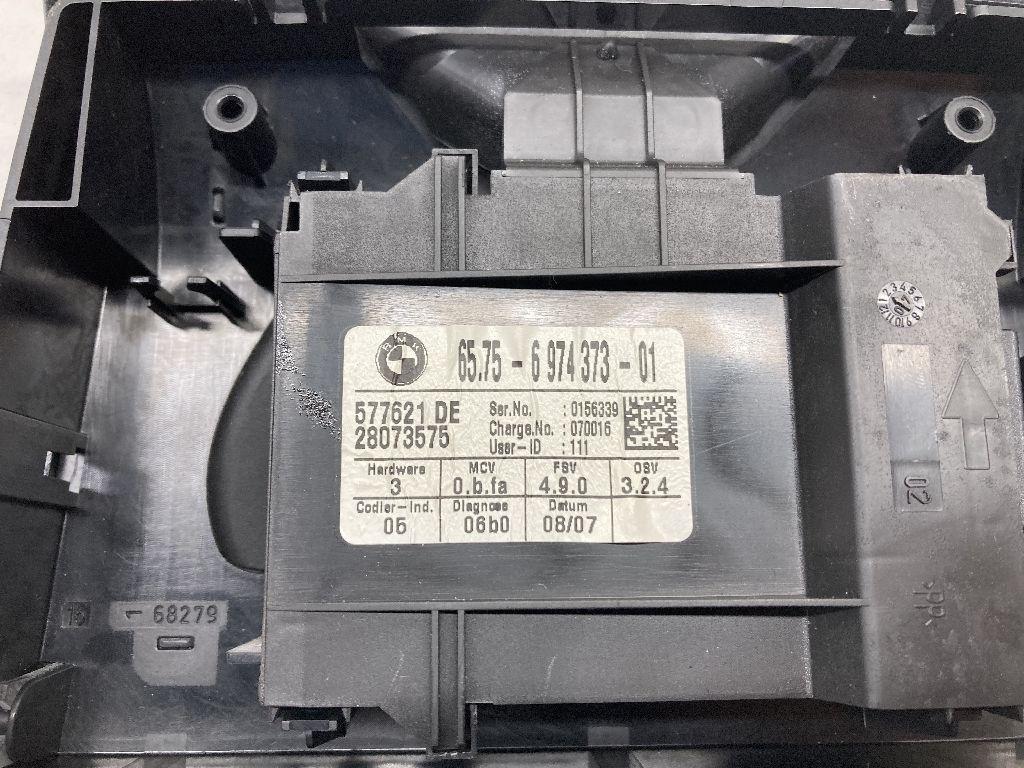 BMW
65.75 - 6 974 373 - 01
577621 DE
28073575
Ser.No. : 0156339
Charge.No. : 070016
User-ID : 111
Hardware MCV FSV OSV
3 0.b.fa 4.9.0 3.2.4
Codier-Ind. Diagnose Datum
05 06b0 08/07
02
>PP<
1 68279